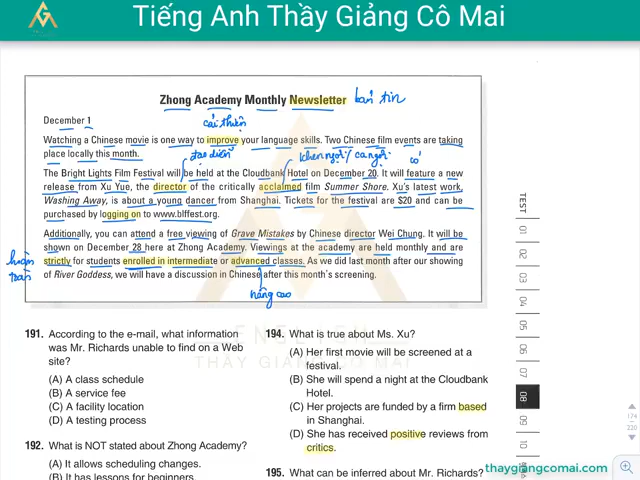 Tiếng Anh Thầy Giảng Cô Mai
Zhong Academy Monthly Newsletter bản tin
December 1
cải thiện
Watching a Chinese movie is one way to improve your language skills. Two Chinese film events are taking
place locally this month.
đạo diễn
khen ngợi / ca ngợi
có
The Bright Lights Film Festival will be held at the Cloudbank Hotel on December 20. It will feature a new
release from Xu Yue, the director of the critically acclaimed film Summer Shore. Xu's latest work,
Washing Away, is about a young dancer from Shanghai. Tickets for the festival are $20 and can be
purchased by logging on to www.blffest.org.
Additionally, you can attend a free viewing of Grave Mistakes by Chinese director Wei Chung. It will be
shown on December 28 here at Zhong Academy. Viewings at the academy are held monthly and are
hoàn toàn
strictly for students enrolled in intermediate or advanced classes. As we did last month after our showing
of River Goddess, we will have a discussion in Chinese after this month's screening.
nâng cao
ENGLISH
THẦY GIẢNG CÔ MAI
191. According to the e-mail, what information
was Mr. Richards unable to find on a Web
site?
(A) A class schedule
(B) A service fee
(C) A facility location
(D) A testing process
192. What is NOT stated about Zhong Academy?
(A) It allows scheduling changes.
(B) It has lessons for beginners.
194. What is true about Ms. Xu?
(A) Her first movie will be screened at a
festival.
(B) She will spend a night at the Cloudbank
Hotel.
(C) Her projects are funded by a firm based
in Shanghai.
(D) She has received positive reviews from
critics.
195. What can be inferred about Mr. Richards?
TEST
01
02
03
04
05
06
07
08
09
10
174
220
thaygiangcomai.com